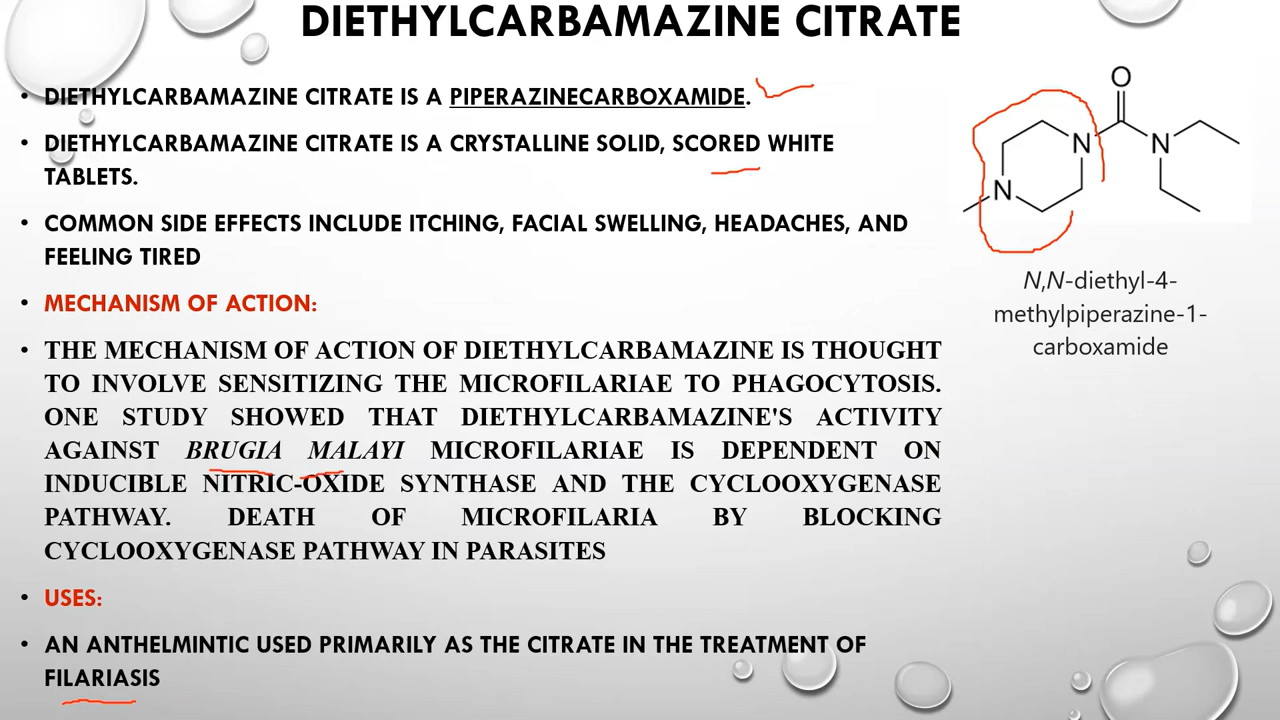 DIETHYLCARBAMAZINE CITRATE
• DIETHYLCARBAMAZINE CITRATE IS A PIPERAZINECARBOXAMIDE.
• DIETHYLCARBAMAZINE CITRATE IS A CRYSTALLINE SOLID, SCORED WHITE
TABLETS.
• COMMON SIDE EFFECTS INCLUDE ITCHING, FACIAL SWELLING, HEADACHES, AND
FEELING TIRED
• MECHANISM OF ACTION:
• THE MECHANISM OF ACTION OF DIETHYLCARBAMAZINE IS THOUGHT
TO INVOLVE SENSITIZING THE MICROFILARIAE TO PHAGOCYTOSIS.
ONE STUDY SHOWED THAT DIETHYLCARBAMAZINE'S ACTIVITY
AGAINST BRUGIA MALAYI MICROFILARIAE IS DEPENDENT ON
INDUCIBLE NITRIC-OXIDE SYNTHASE AND THE CYCLOOXYGENASE
PATHWAY. DEATH OF MICROFILARIA BY BLOCKING
CYCLOOXYGENASE PATHWAY IN PARASITES
• USES:
• AN ANTHELMINTIC USED PRIMARILY AS THE CITRATE IN THE TREATMENT OF
FILARIASIS
O
N
N
N
N,N-diethyl-4-
methylpiperazine-1-
carboxamide